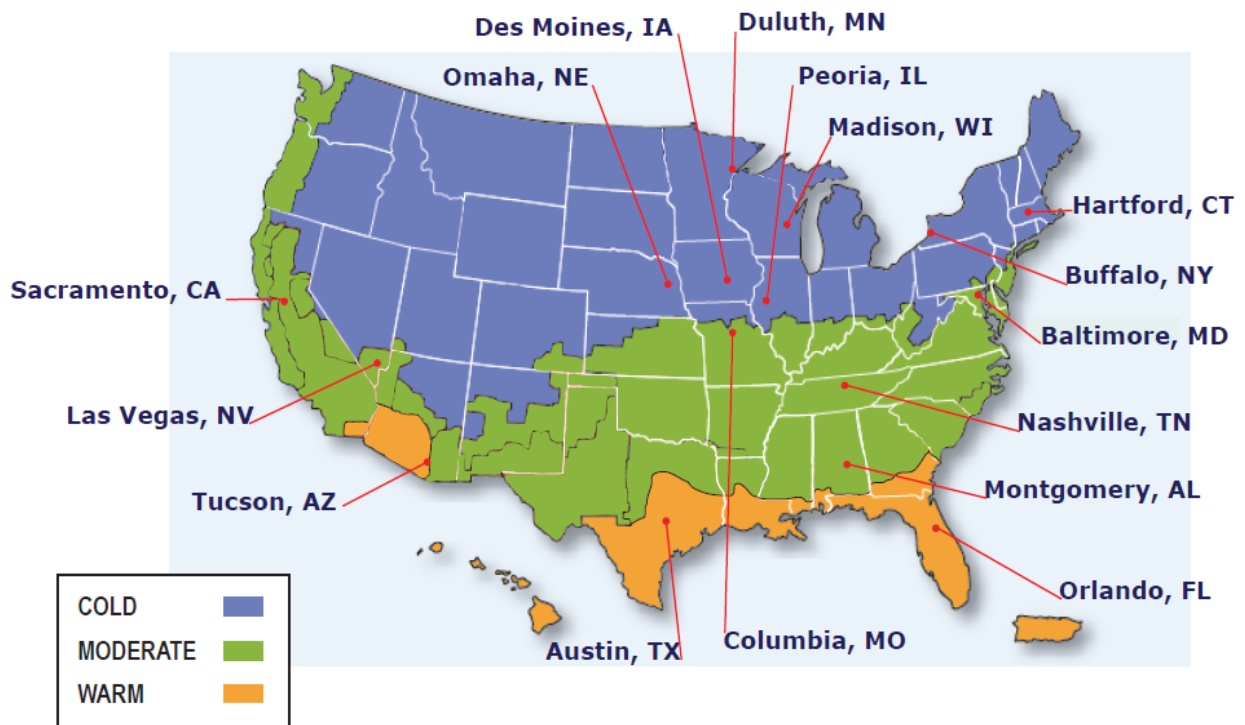 Duluth, MN
Des Moines, IA
Omaha, NE
Peoria, IL
Madison, WI
Hartford, CT
Buffalo, NY
Sacramento, CA
Baltimore, MD
Las Vegas, NV
Nashville, TN
Tucson, AZ
Montgomery, AL
Orlando, FL
Austin, TX
Columbia, MO
COLD
MODERATE
WARM